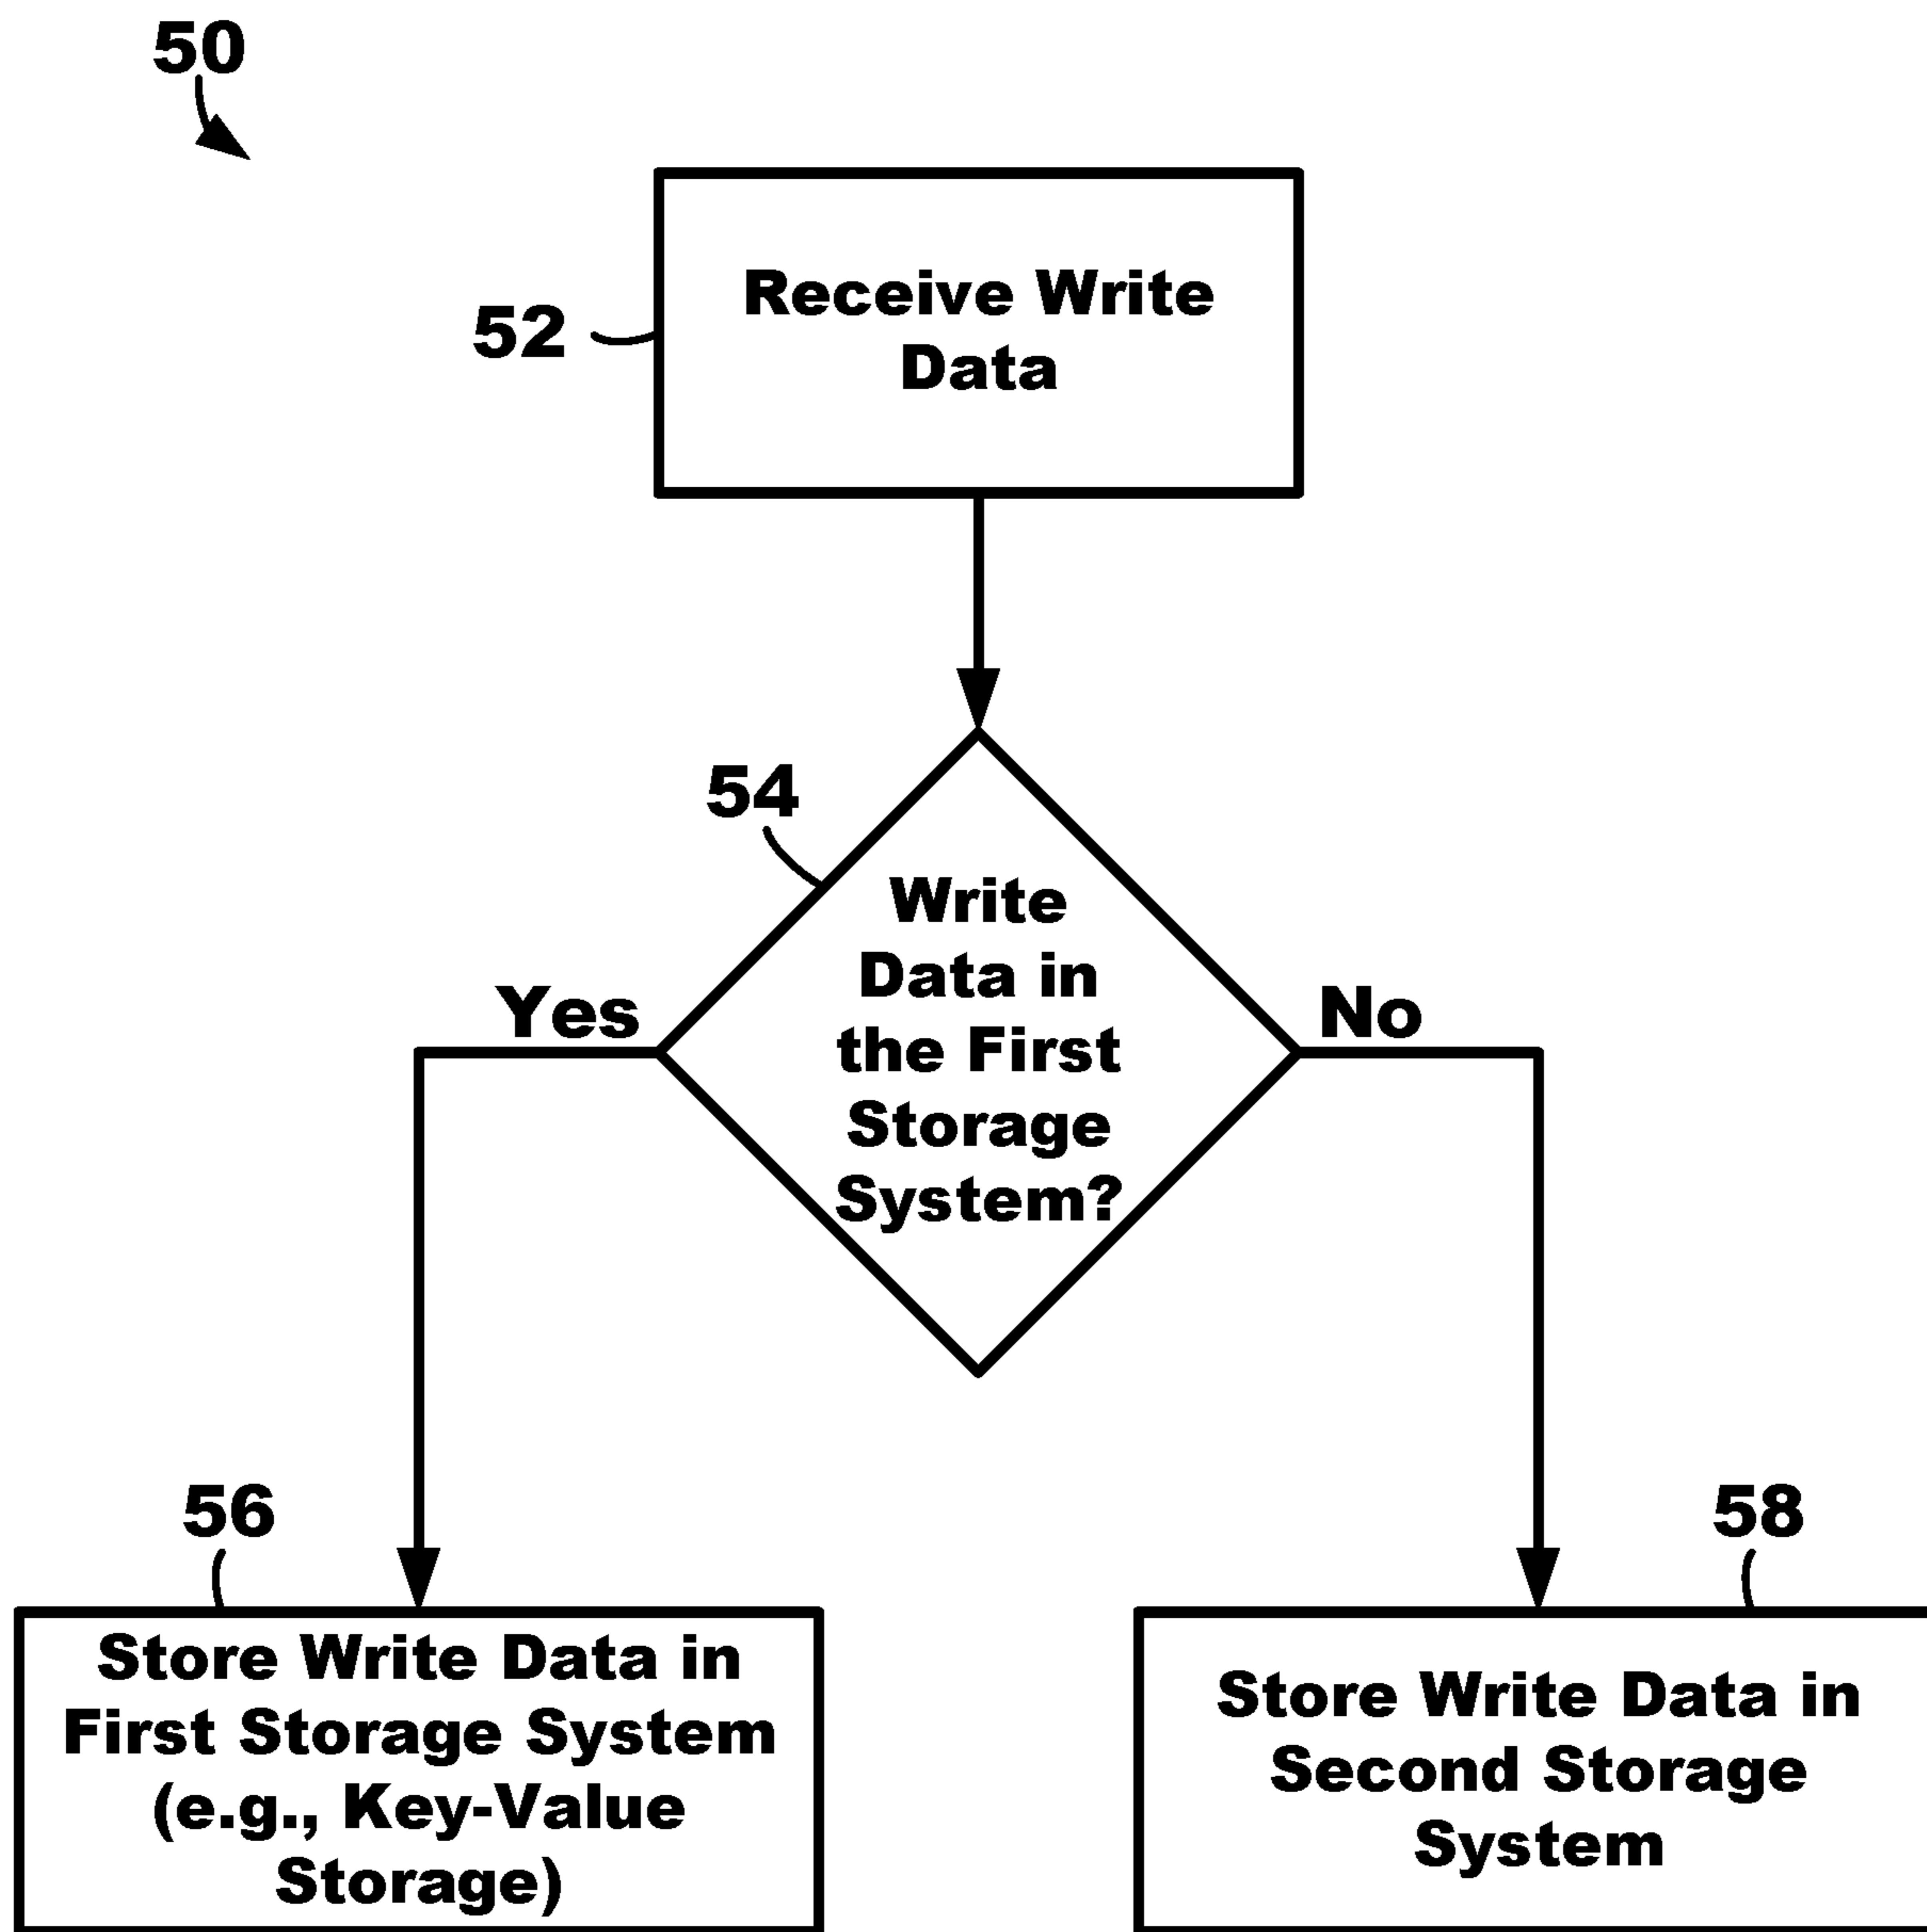 50
52
Receive Write
Data
54
Write
Data in
the First
Storage
System?
Yes
No
56
58
Store Write Data in
First Storage System
(e.g., Key-Value
Storage)
Store Write Data in
Second Storage
System